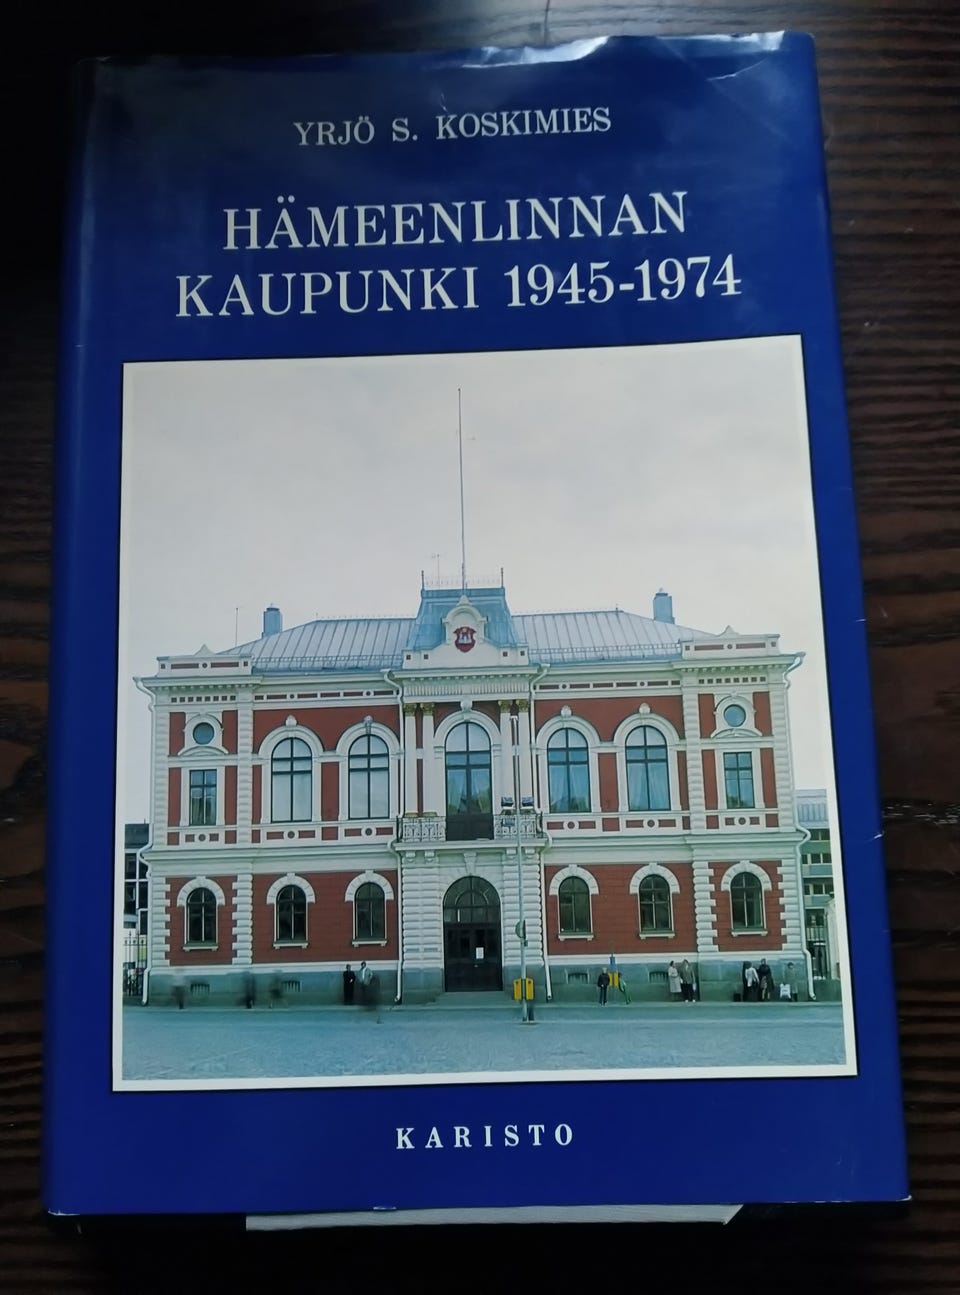 YRJÖ S. KOSKIMIES
HÄMEENLINNAN
KAUPUNKI 1945-1974
KARISTO